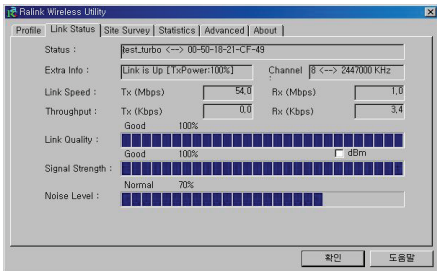 Ralink Wireless Utility
Profile Link Status Site Survey Statistics Advanced About
Status : test_turbo <--> 00-50-18-21-CF-49
Extra Info : Link is Up [TxPower:100%] Channel : 8 <--> 2447000 KHz
Link Speed : Tx (Mbps) 54,0 Rx (Mbps) 1,0
Throughput : Tx (Kbps) 0,0 Rx (Kbps) 3,4
Good 100%
Link Quality :
Good 100% dBm
Signal Strength :
Normal 70%
Noise Level :
확인 도움말